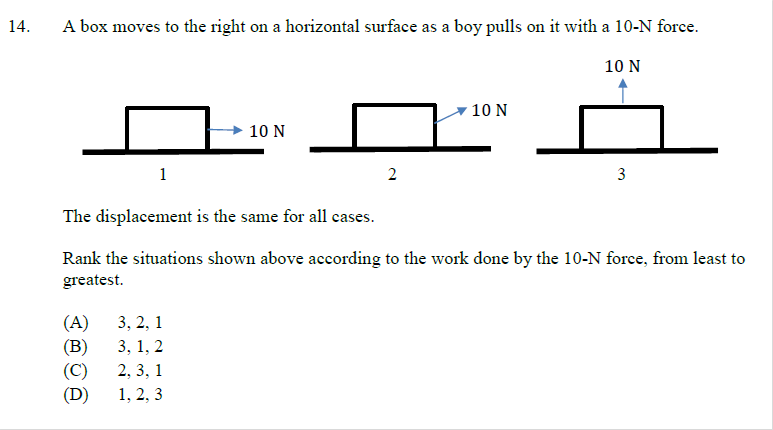 14. A box moves to the right on a horizontal surface as a boy pulls on it with a 10-N force.
10 N
10 N
10 N
1 2 3
The displacement is the same for all cases.
Rank the situations shown above according to the work done by the 10-N force, from least to
greatest.
(A) 3, 2, 1
(B) 3, 1, 2
(C) 2, 3, 1
(D) 1, 2, 3